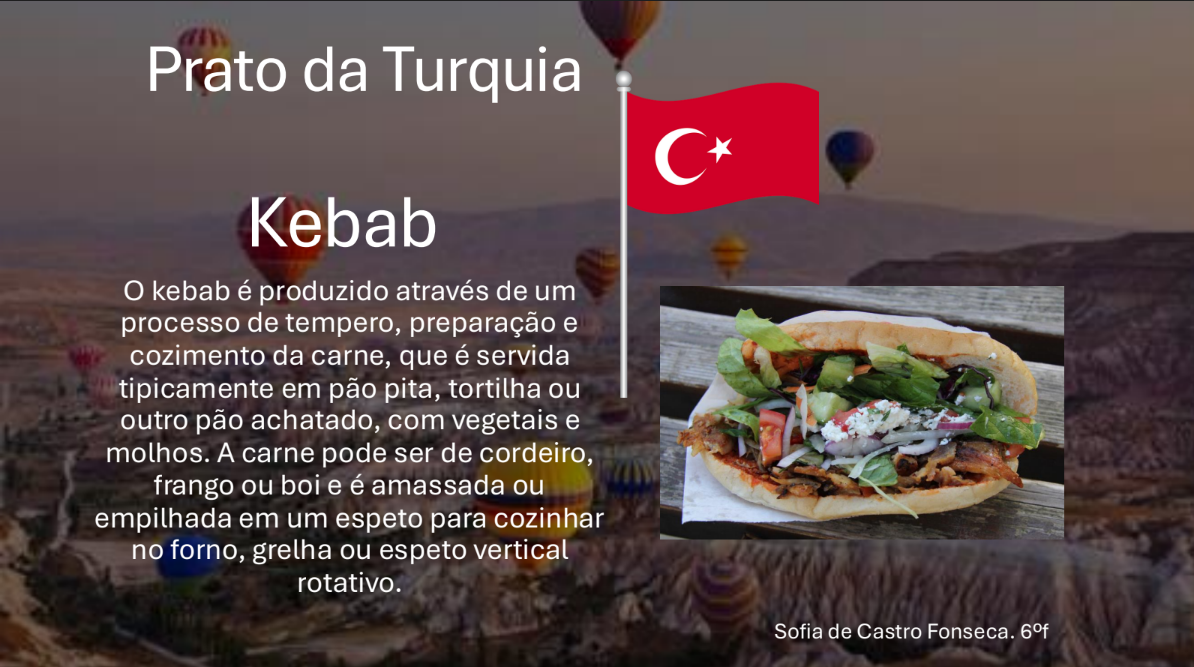 Prato da Turquia
Kebab
O kebab é produzido através de um
processo de tempero, preparação e
cozimento da carne, que é servida
tipicamente em pão pita, tortilha ou
outro pão achatado, com vegetais e
molhos. A carne pode ser de cordeiro,
frango ou boi e é amassada ou
empilhada em um espeto para cozinhar
no forno, grelha ou espeto vertical
rotativo.
Sofia de Castro Fonseca. 6ºf